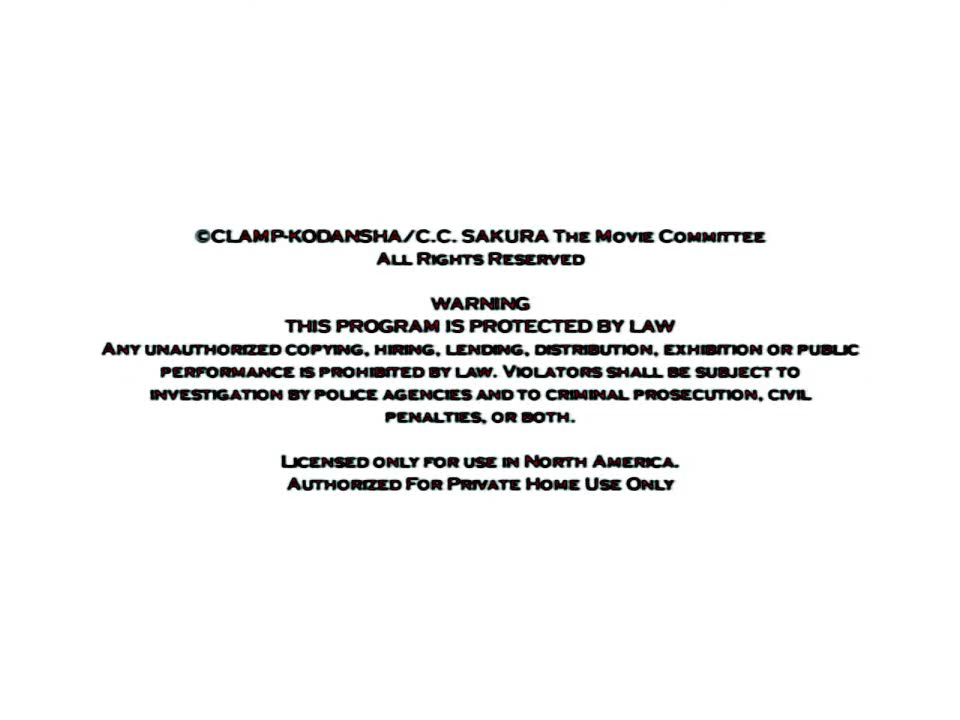 ©CLAMP-KODANSHA/C.C. SAKURA The Movie Committee
All Rights Reserved
WARNING
THIS PROGRAM IS PROTECTED BY LAW
Any unauthorized copying, hiring, lending, distribution, exhibition or public
performance is prohibited by law. Violators shall be subject to
investigation by police agencies and to criminal prosecution, civil
penalties, or both.
Licensed only for use in North America.
Authorized For Private Home Use Only